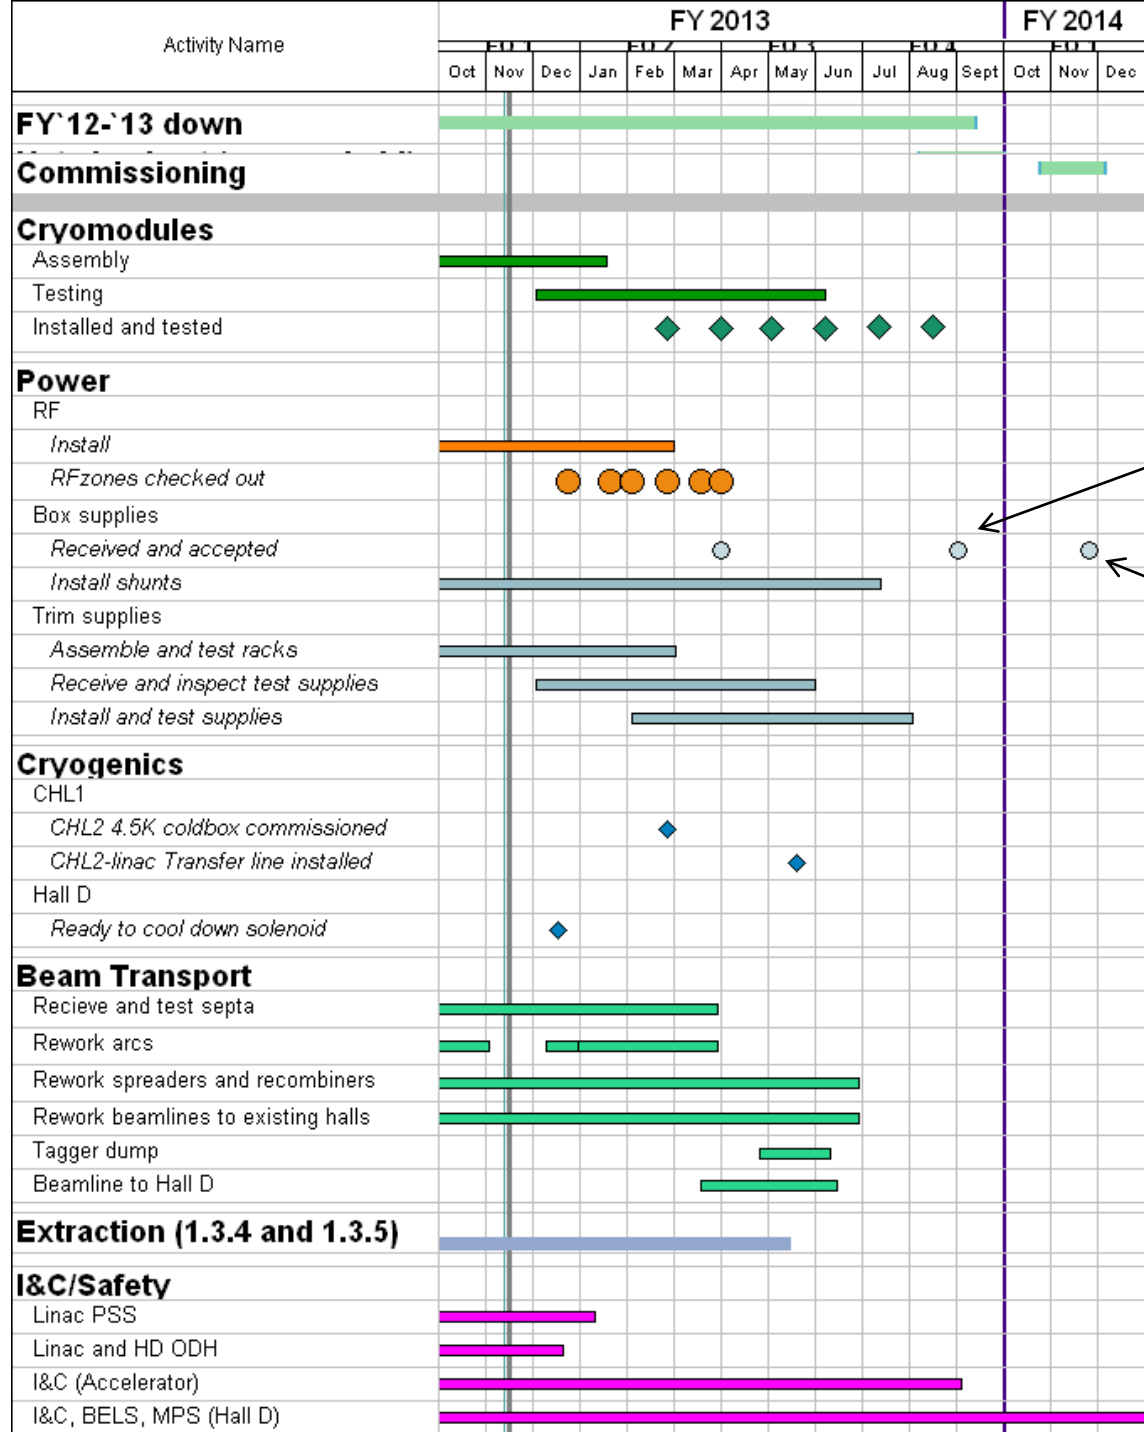 FY 2013 FY 2014
Activity Name
Oct Nov Dec Jan Feb Mar Apr May Jun Jul Aug Sept Oct Nov Dec
FY`12-`13 down
Commissioning
Cryomodules
Assembly
Testing
Installed and tested
Power
RF
Install
RFzones checked out
Box supplies
Received and accepted
Install shunts
Trim supplies
Assemble and test racks
Receive and inspect test supplies
Install and test supplies
Cryogenics
CHL1
CHL2 4.5K coldbox commissioned
CHL2-linac Transfer line installed
Hall D
Ready to cool down solenoid
Beam Transport
Recieve and test septa
Rework arcs
Rework spreaders and recombiners
Rework beamlines to existing halls
Tagger dump
Beamline to Hall D
Extraction (1.3.4 and 1.3.5)
I&C/Safety
Linac PSS
Linac and HD ODH
I&C (Accelerator)
I&C, BELS, MPS (Hall D)